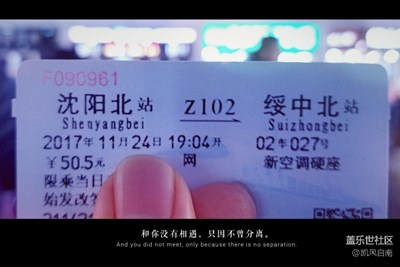 F090961
沈阳北站 Z102 绥中北站
Shenyangbei Suizhongbei
2017年11月24日19:04开 02车027号
¥50.5元 网 新空调硬座
限乘当日
始发改
和你没有相遇，只因不曾分离。
And you did not meet, only because there is no separation.
盖乐世社区
@凯风自南